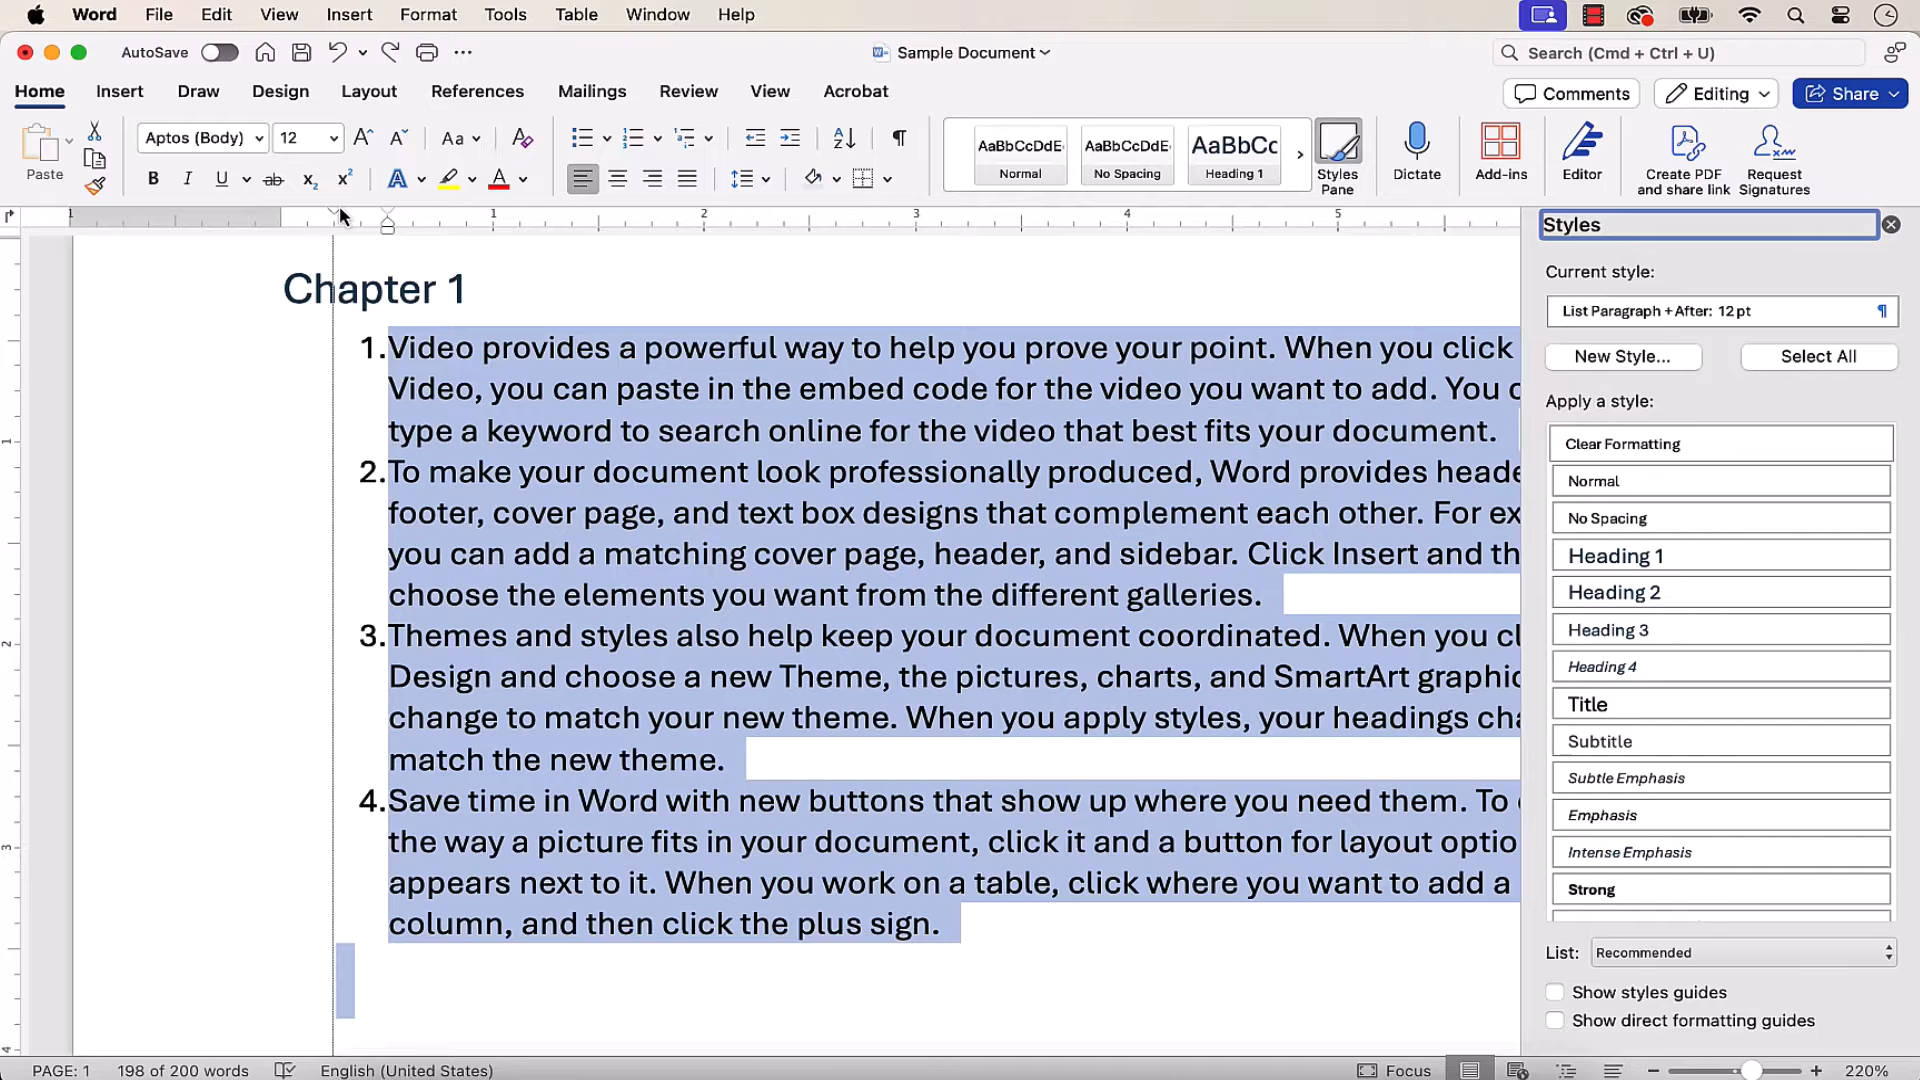 Word File Edit View Insert Format Tools Table Window Help
AutoSave Sample Document Search (Cmd + Ctrl + U)
Home Insert Draw Design Layout References Mailings Review View Acrobat Comments Editing Share
Paste
Aptos (Body) 12 Aa
B I U ab x₂ x² A A
AaBbCcDdE AaBbCcDdE AaBbCc
Normal No Spacing Heading 1
Styles Pane
Dictate
Add-ins
Editor
Create PDF and share link
Request Signatures
1 1 2 3 4 5
Chapter 1
1. Video provides a powerful way to help you prove your point. When you click
Video, you can paste in the embed code for the video you want to add. You c
type a keyword to search online for the video that best fits your document.
2. To make your document look professionally produced, Word provides heade
footer, cover page, and text box designs that complement each other. For ex
you can add a matching cover page, header, and sidebar. Click Insert and th
choose the elements you want from the different galleries.
3. Themes and styles also help keep your document coordinated. When you cl
Design and choose a new Theme, the pictures, charts, and SmartArt graphic
change to match your new theme. When you apply styles, your headings cha
match the new theme.
4. Save time in Word with new buttons that show up where you need them. To
the way a picture fits in your document, click it and a button for layout optio
appears next to it. When you work on a table, click where you want to add a
column, and then click the plus sign.
1
2
3
4
Styles
Current style:
List Paragraph + After: 12 pt
New Style... Select All
Apply a style:
Clear Formatting
Normal
No Spacing
Heading 1
Heading 2
Heading 3
Heading 4
Title
Subtitle
Subtle Emphasis
Emphasis
Intense Emphasis
Strong
List: Recommended
Show styles guides
Show direct formatting guides
PAGE: 1 198 of 200 words English (United States) Focus 220%